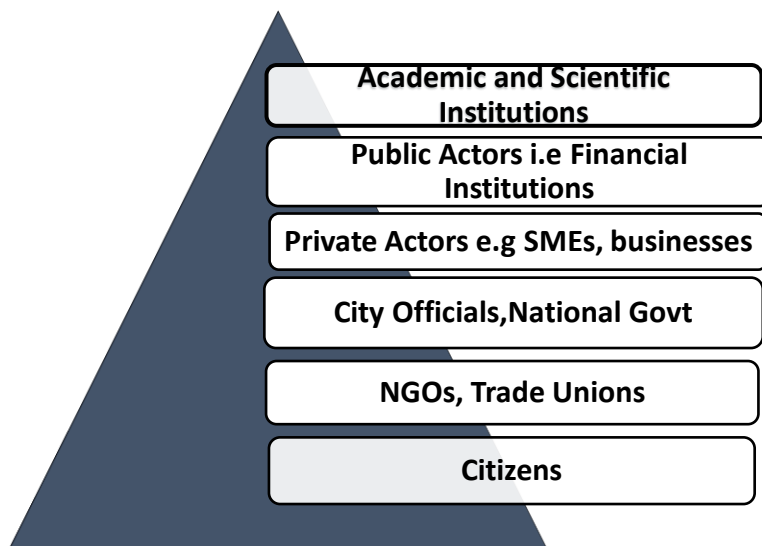 Academic and Scientific
Institutions
Public Actors i.e Financial
Institutions
Private Actors e.g SMEs, businesses
City Officials,National Govt
NGOs, Trade Unions
Citizens